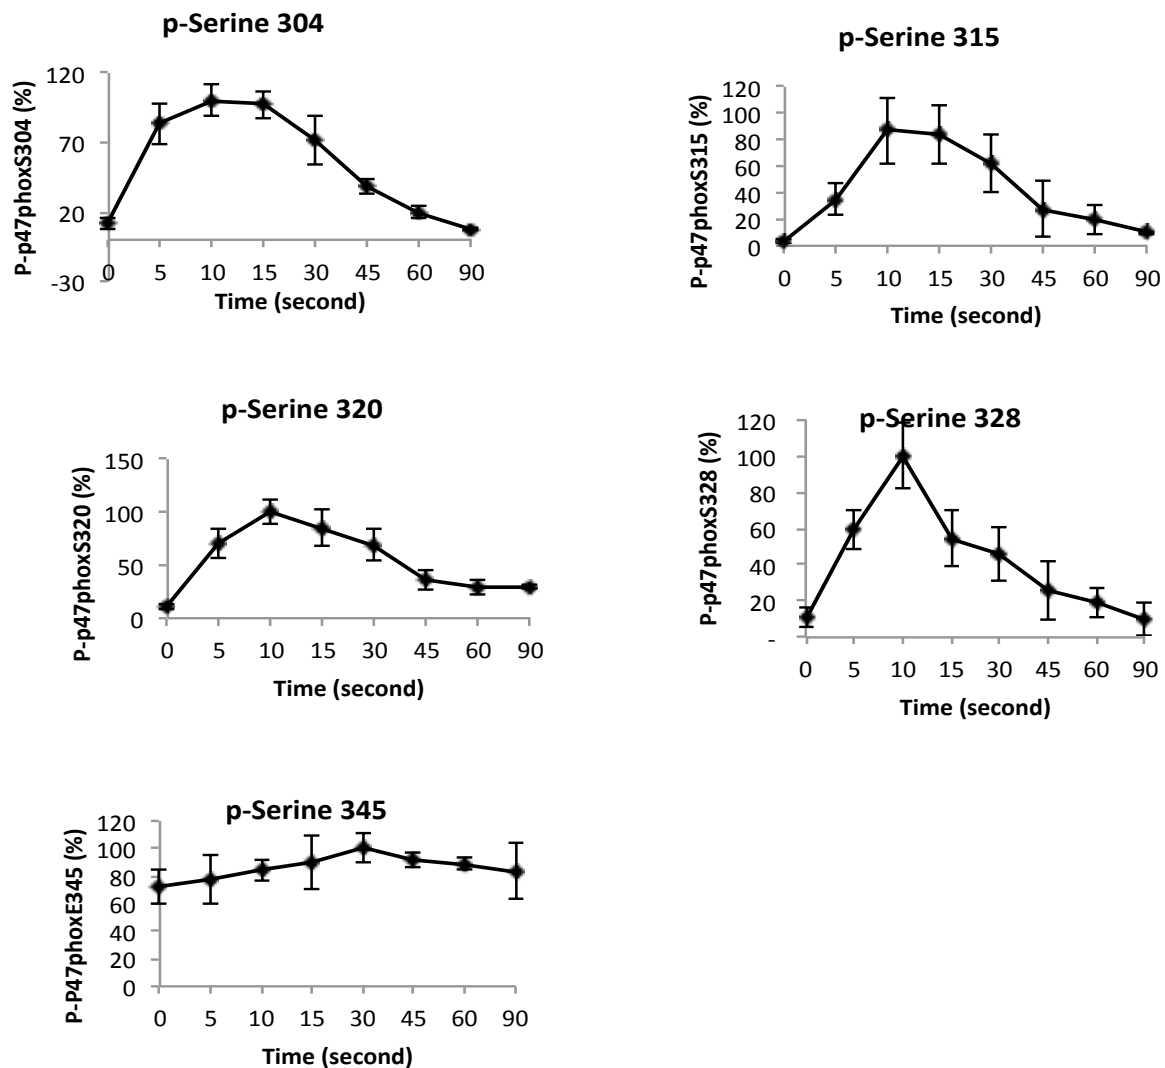 p-Serine 304
P-p47phoxS304 (%)
120
70
20
-30
0 5 10 15 30 45 60 90
Time (second)
p-Serine 315
P-p47phoxS315 (%)
120
100
80
60
40
20
0
0 5 10 15 30 45 60 90
Time (second)
p-Serine 320
P-p47phoxS320 (%)
150
100
50
0
0 5 10 15 30 45 60 90
Time (second)
p-Serine 328
P-p47phoxS328 (%)
120
100
80
60
40
20
-
0 5 10 15 30 45 60 90
Time (second)
p-Serine 345
P-P47phoxE345 (%)
120
100
80
60
40
20
0
0 5 10 15 30 45 60 90
Time (second)